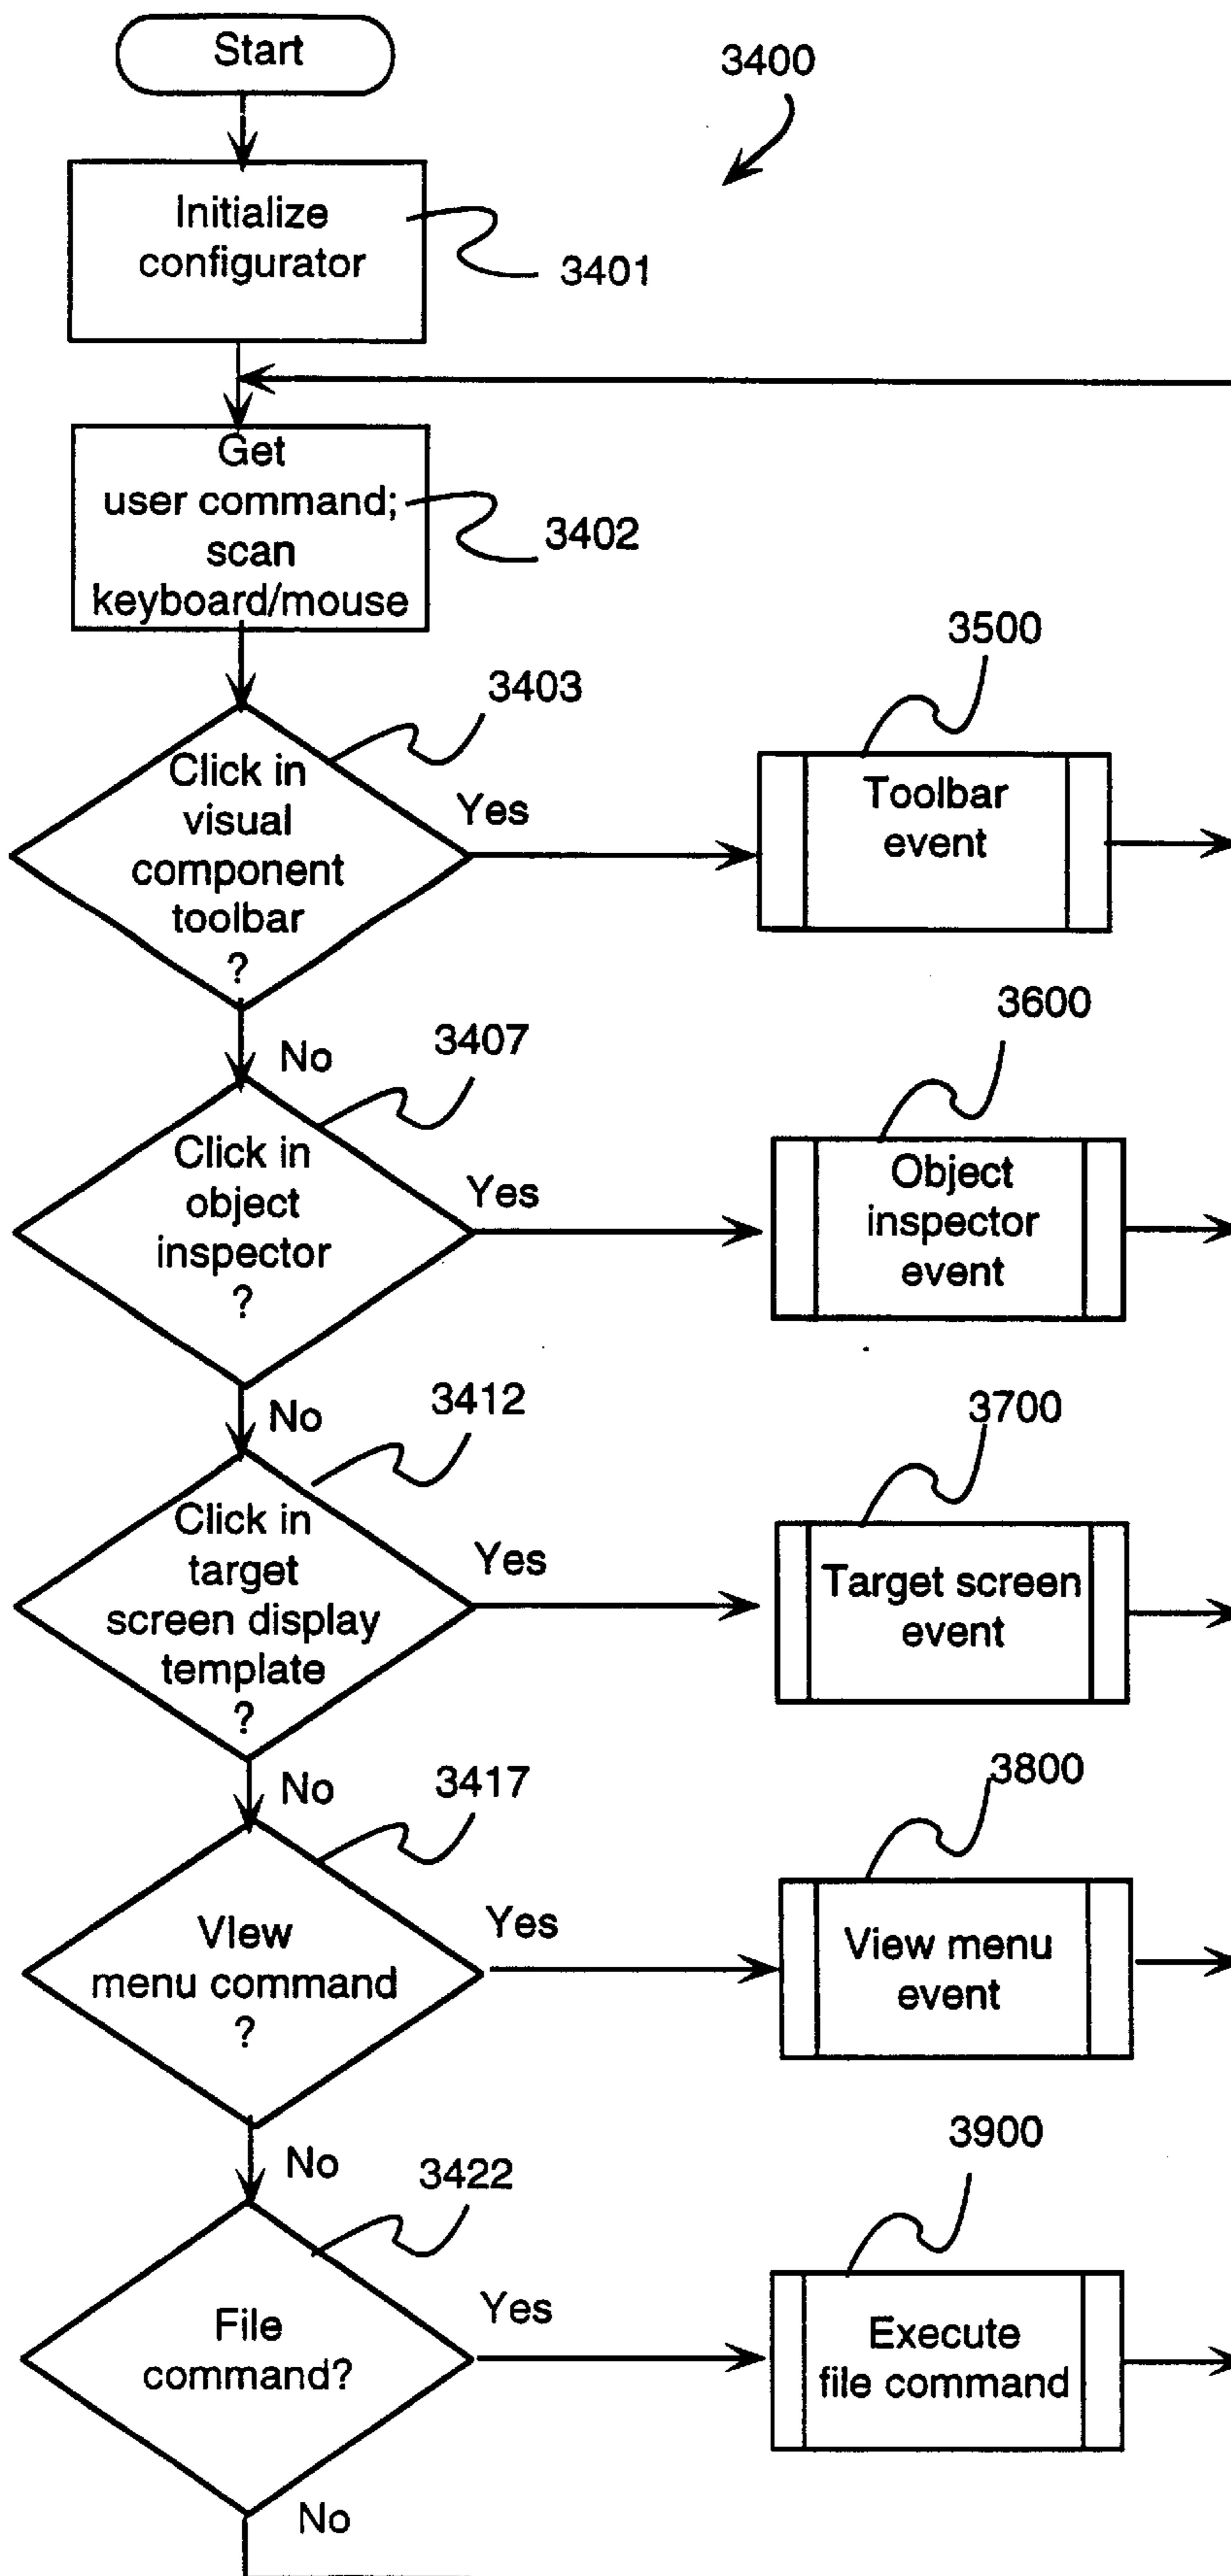 Start
3400
Initialize
configurator
3401
Get
user command;
scan
keyboard/mouse
3402
3403
Click in
visual
component
toolbar
?
Yes
3500
Toolbar
event
No
3407
Click in
object
inspector
?
Yes
3600
Object
inspector
event
No
3412
Click in
target
screen display
template
?
Yes
3700
Target screen
event
No
3417
VIew
menu command
?
Yes
3800
View menu
event
No
3422
File
command?
Yes
3900
Execute
file command
No